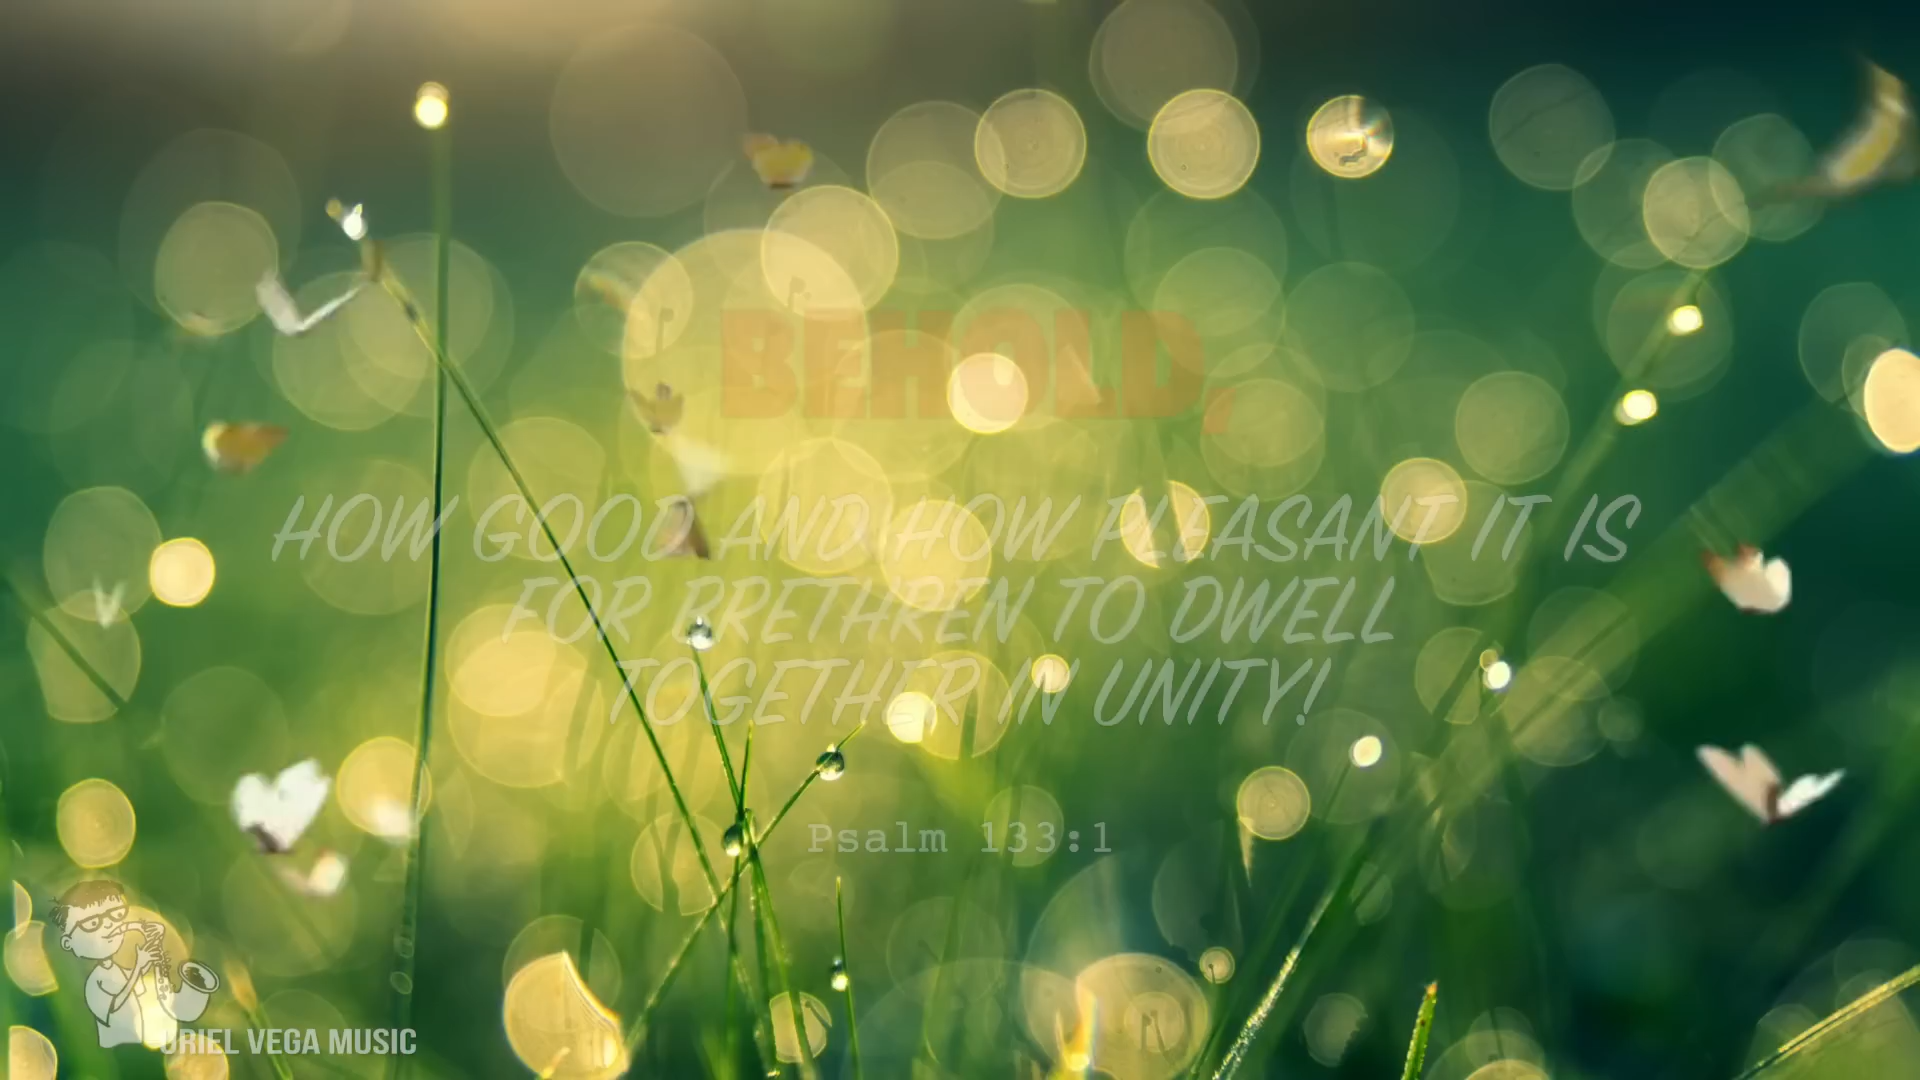 BEHOLD,
HOW GOOD AND HOW PLEASANT IT IS
FOR BRETHREN TO DWELL
TOGETHER IN UNITY!
Psalm 133:1
URIEL VEGA MUSIC